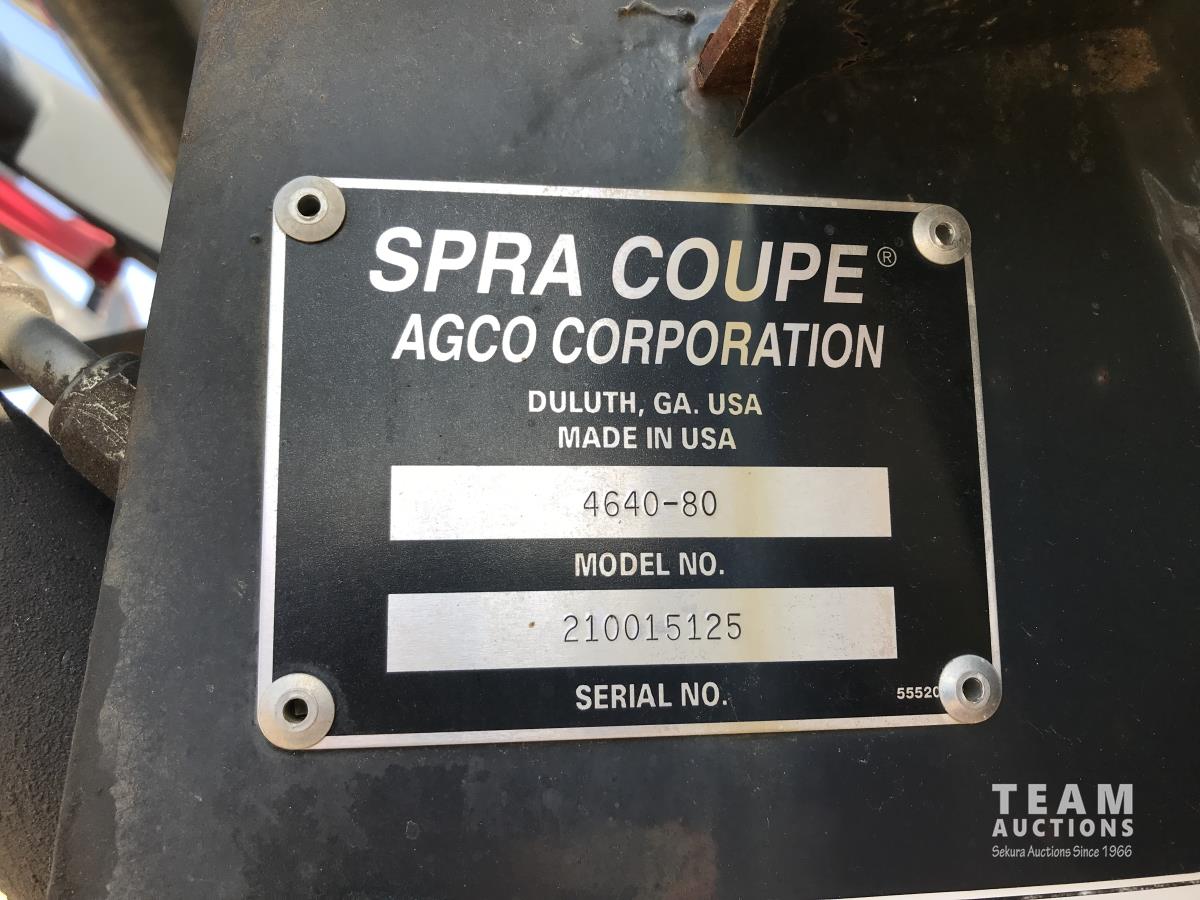 SPRA COUPE®
AGCO CORPORATION
DULUTH, GA. USA
MADE IN USA
4640-80
MODEL NO.
210015125
SERIAL NO.
TEAM
AUCTIONS
Sekura Auctions Since 1966